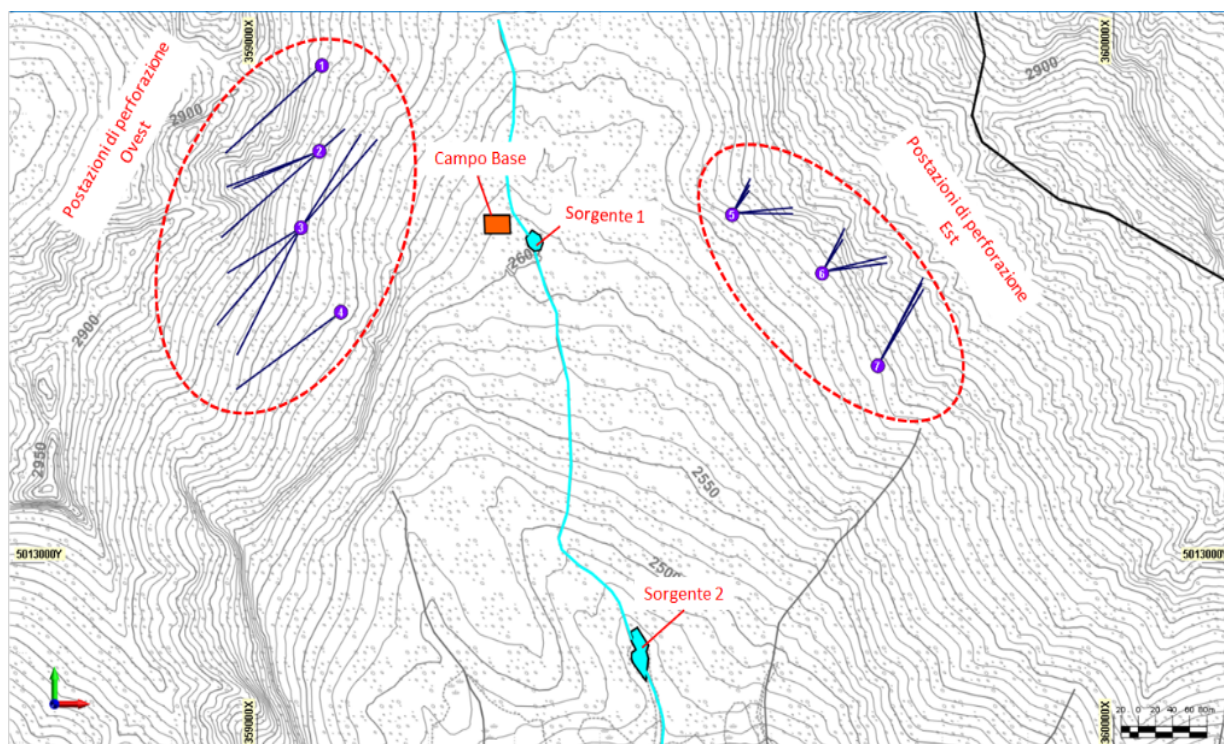 359000X
360000X
2900
2900
Postazioni di perforazione
Ovest
1
2
3
4
Campo Base
Sorgente 1
Postazioni di perforazione
Est
5
6
7
2900
2950
2550
5013000Y
5013000Y
2500
Sorgente 2
359000X
360000X
20 0 20 40 60 80m